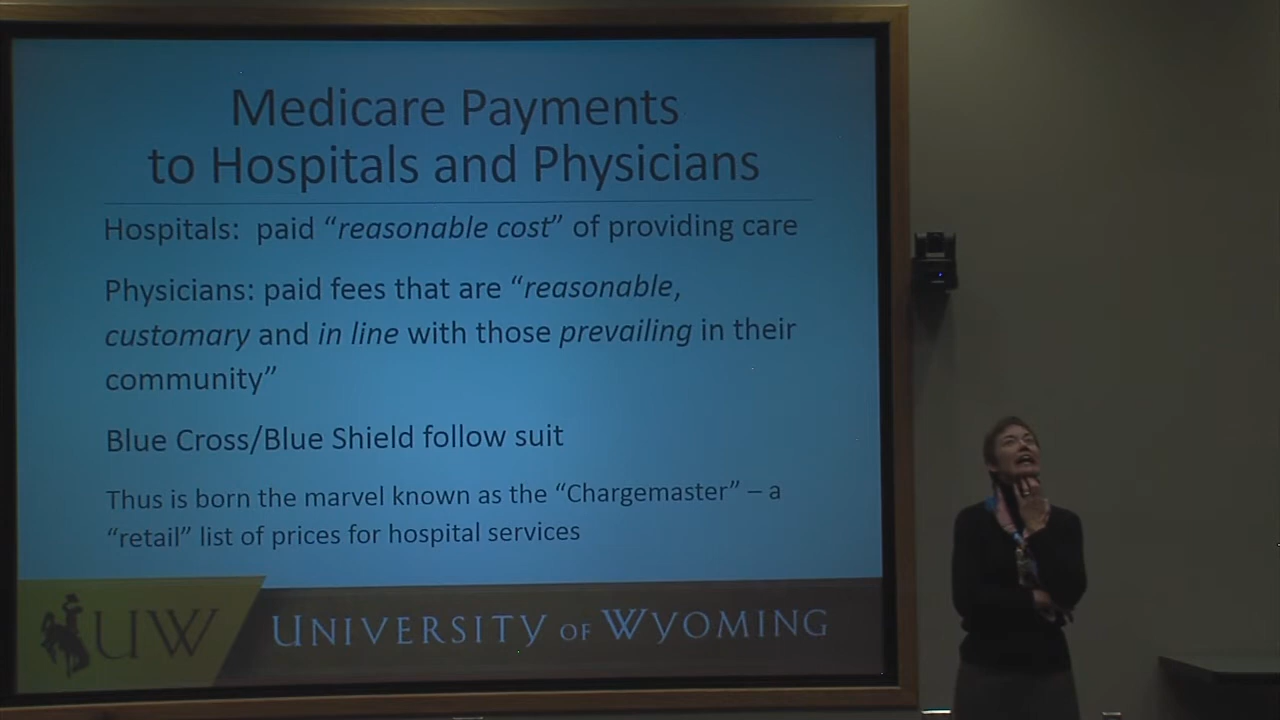 Medicare Payments
to Hospitals and Physicians
Hospitals: paid “reasonable cost” of providing care
Physicians: paid fees that are “reasonable,
customary and in line with those prevailing in their
community”
Blue Cross/Blue Shield follow suit
Thus is born the marvel known as the “Chargemaster” – a
“retail” list of prices for hospital services
UW UNIVERSITY OF WYOMING